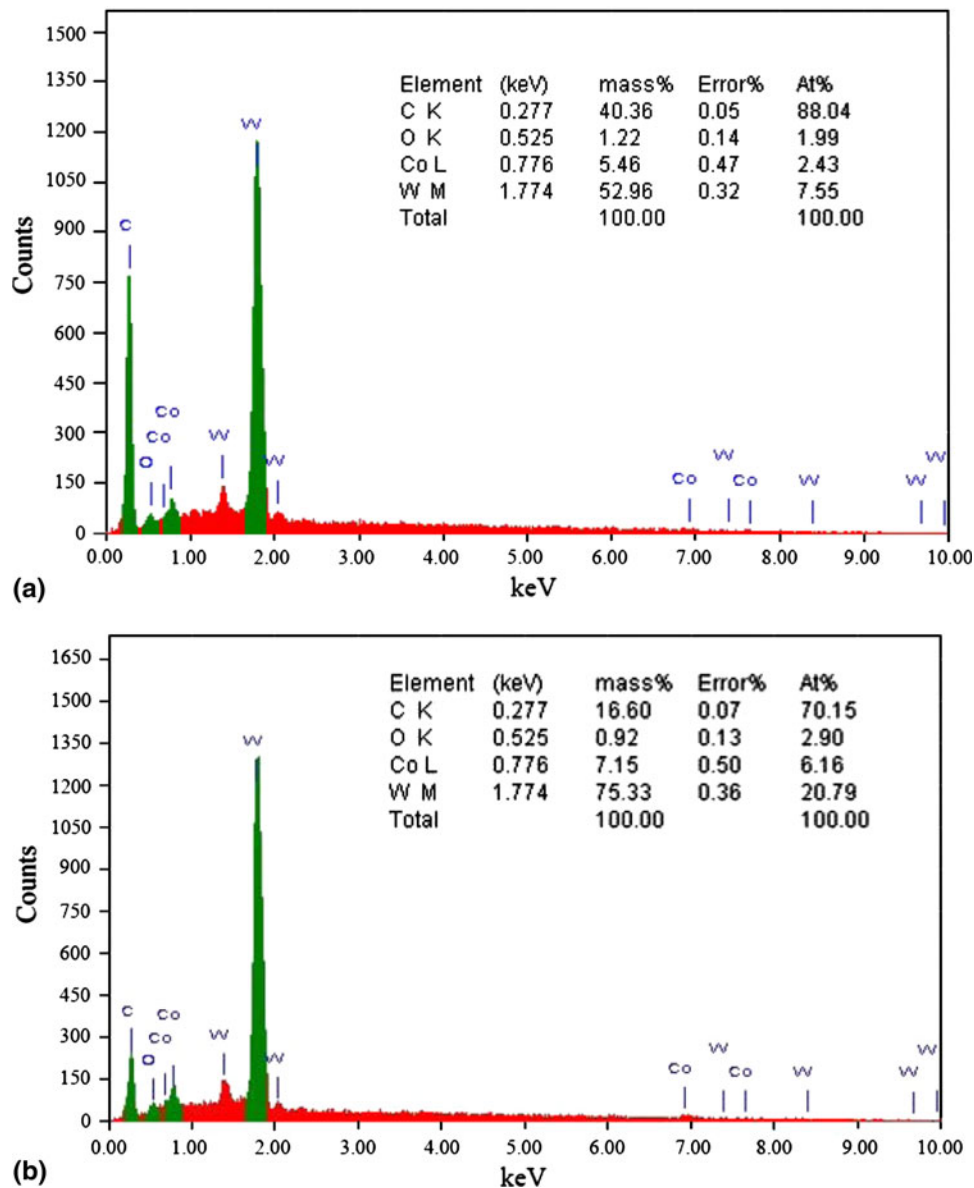 1500
1350
1200
1050
900
750
600
450
300
150
0
Counts
Element (keV) mass% Error% At%
C K 0.277 40.36 0.05 88.04
O K 0.525 1.22 0.14 1.99
Co L 0.776 5.46 0.47 2.43
W M 1.774 52.96 0.32 7.55
Total 100.00 100.00
C
O
Co
Co
W
W
W
Co
W
Co
W
W
W
0.00 1.00 2.00 3.00 4.00 5.00 6.00 7.00 8.00 9.00 10.00
keV
(a)
1650
1500
1350
1200
1050
900
750
600
450
300
150
0
Counts
Element (keV) mass% Error% At%
C K 0.277 16.60 0.07 70.15
O K 0.525 0.92 0.13 2.90
Co L 0.776 7.15 0.50 6.16
W M 1.774 75.33 0.36 20.79
Total 100.00 100.00
C
O
Co
Co
W
W
W
Co
W
Co
W
W
W
0.00 1.00 2.00 3.00 4.00 5.00 6.00 7.00 8.00 9.00 10.00
keV
(b)